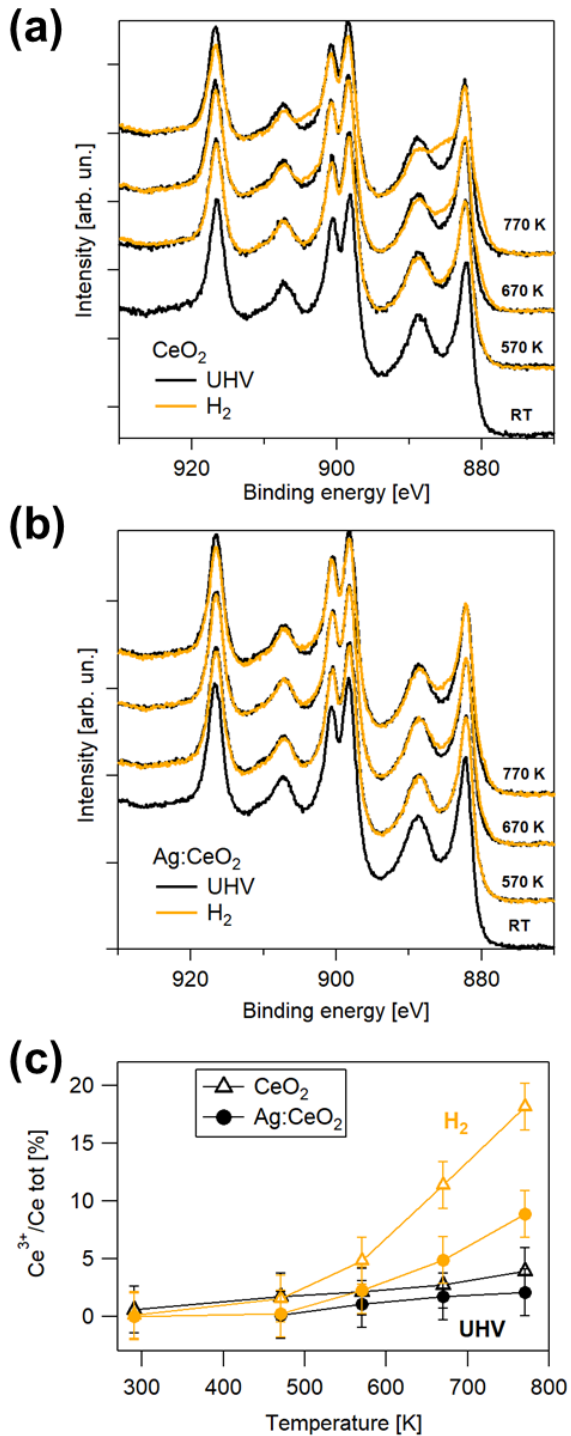 (a)
Intensity [arb. un.]
770 K
670 K
570 K
RT
CeO₂
UHV
H₂
920
900
880
Binding energy [eV]
(b)
Intensity [arb. un.]
770 K
670 K
570 K
RT
Ag:CeO₂
UHV
H₂
920
900
880
Binding energy [eV]
(c)
Ce³⁺/Ce tot [%]
20
15
10
5
0
CeO₂
Ag:CeO₂
H₂
UHV
300
400
500
600
700
800
Temperature [K]